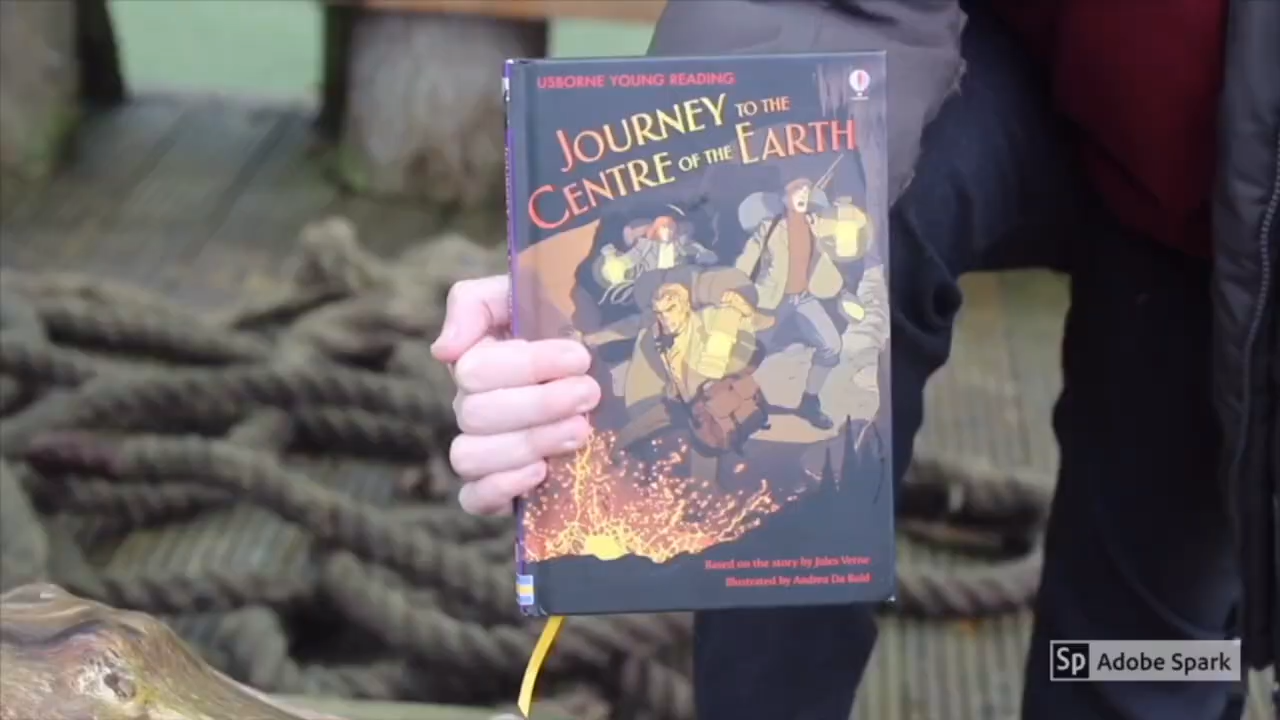 USBORNE YOUNG READING
JOURNEY TO THE
CENTRE OF THE EARTH
Based on the story by Jules Verne
Illustrated by Andrea Da Rold
Sp Adobe Spark